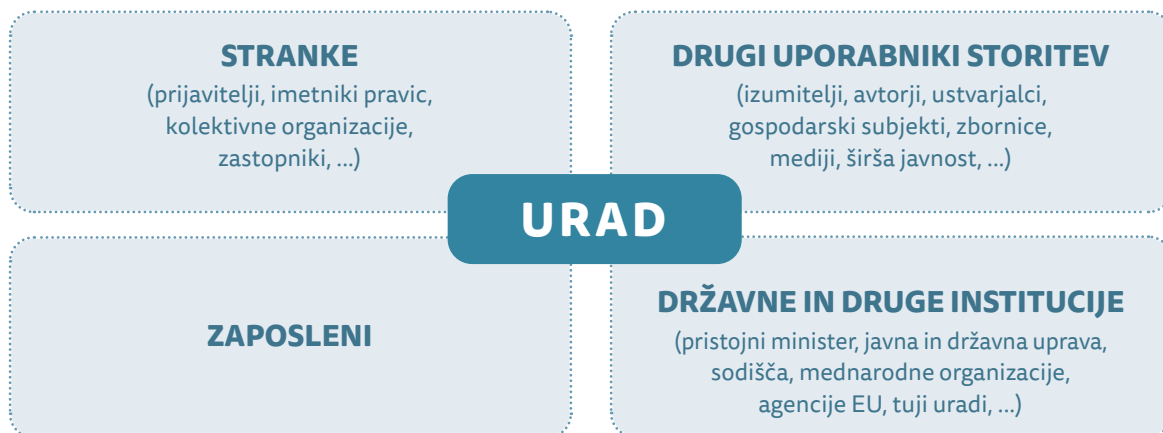 STRANKE
(prijavitelji, imetniki pravic,
kolektivne organizacije,
zastopniki, ...)
DRUGI UPORABNIKI STORITEV
(izumitelji, avtorji, ustvarjalci,
gospodarski subjekti, zbornice,
mediji, širša javnost, ...)
URAD
ZAPOSLENI
DRŽAVNE IN DRUGE INSTITUCIJE
(pristojni minister, javna in državna uprava,
sodišča, mednarodne organizacije,
agencije EU, tuji uradi, ...)